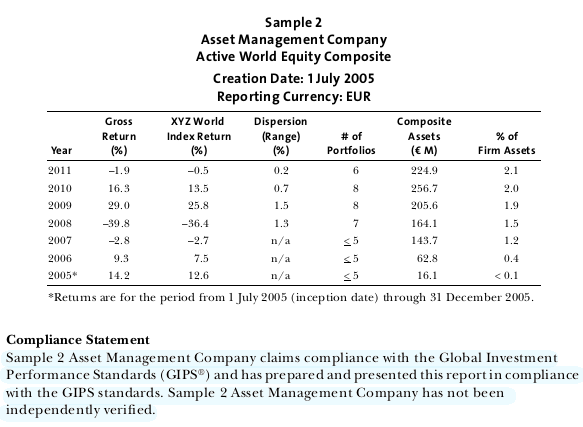 Sample 2
Asset Management Company
Active World Equity Composite
Creation Date: 1 July 2005
Reporting Currency: EUR
Gross XYZ World Dispersion Composite
Return Index Return (Range) # of Assets % of
Year (%) (%) (%) Portfolios (€ M) Firm Assets
2011 –1.9 –0.5 0.2 6 224.9 2.1
2010 16.3 13.5 0.7 8 256.7 2.0
2009 29.0 25.8 1.5 8 205.6 1.9
2008 –39.8 –36.4 1.3 7 164.1 1.5
2007 –2.8 –2.7 n/a ≤ 5 143.7 1.2
2006 9.3 7.5 n/a ≤ 5 62.8 0.4
2005* 14.2 12.6 n/a ≤ 5 16.1 < 0.1
*Returns are for the period from 1 July 2005 (inception date) through 31 December 2005.
Compliance Statement
Sample 2 Asset Management Company claims compliance with the Global Investment
Performance Standards (GIPS®) and has prepared and presented this report in compliance
with the GIPS standards. Sample 2 Asset Management Company has not been
independently verified.